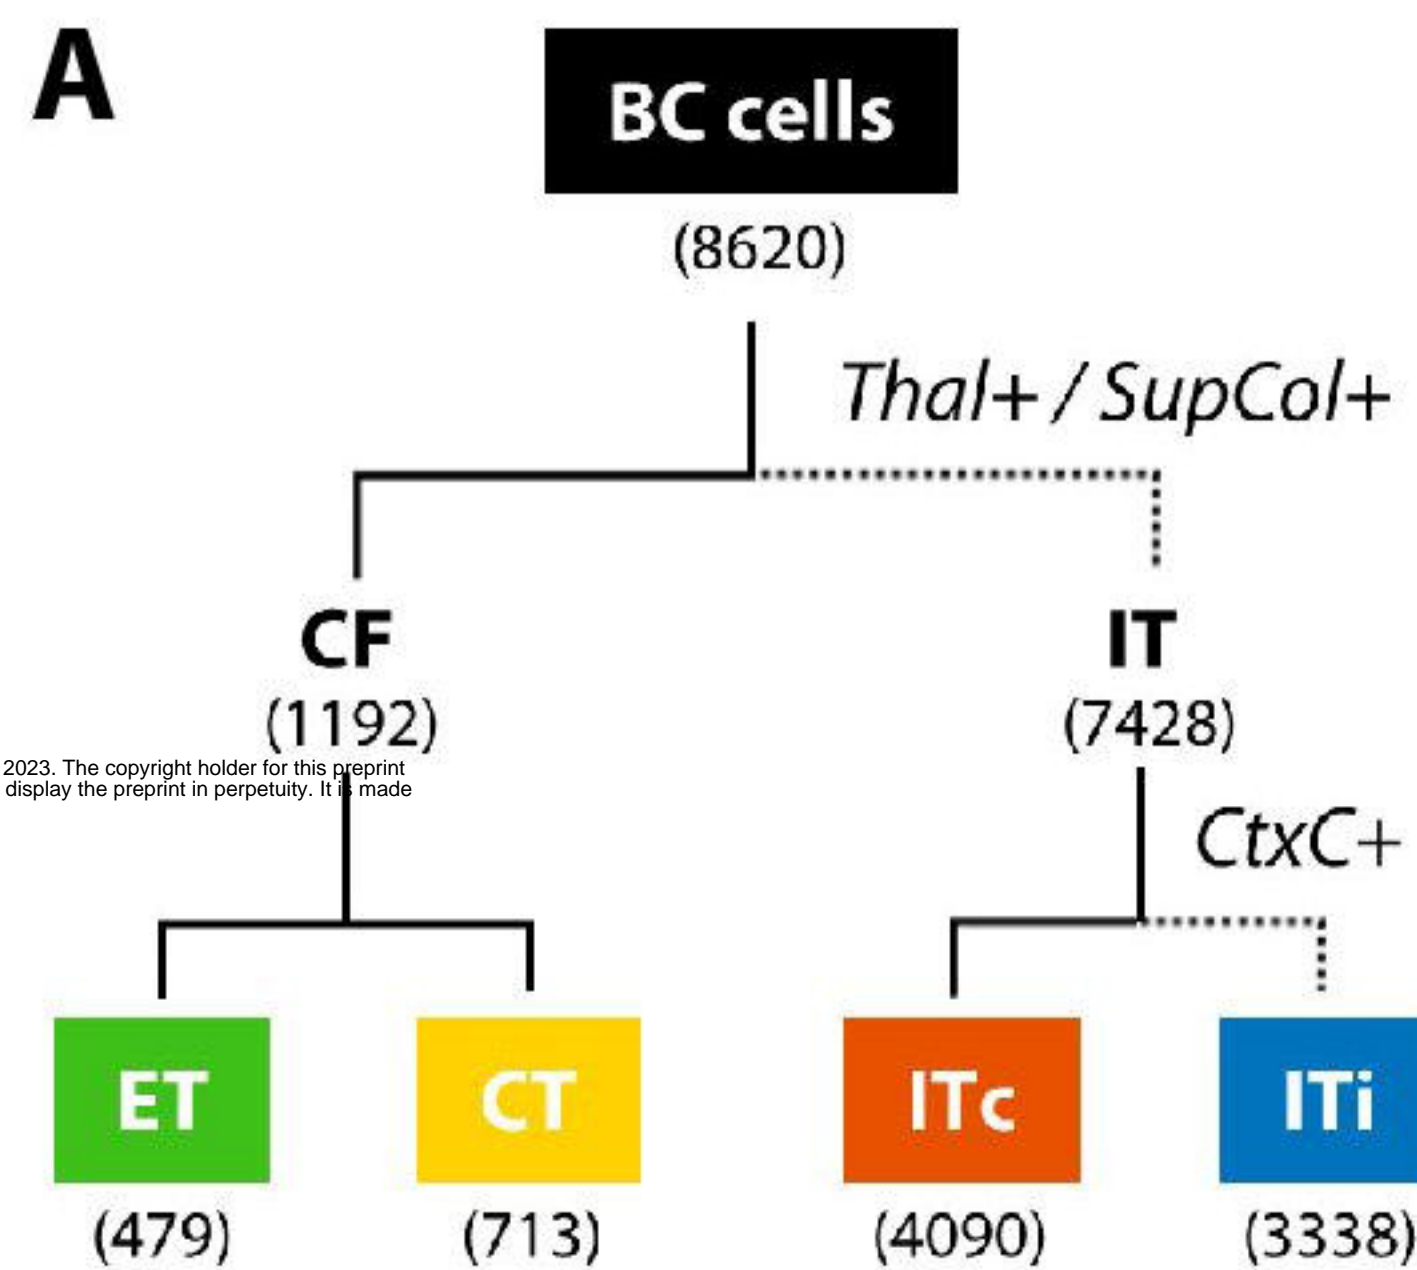 A
BC cells
(8620)
Thal+ / SupCol+
CF
IT
(1192)
(7428)
2023. The copyright holder for this preprint
display the preprint in perpetuity. It is made
CtxC+
ET
CT
ITc
ITi
(479)
(713)
(4090)
(3338)